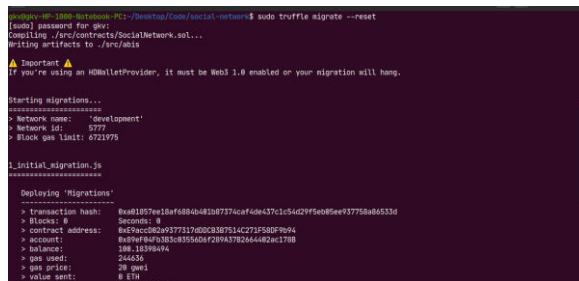 gkv@gkv-HP-1000-Notebook-PC:~/Desktop/Code/social-network$ sudo truffle migrate --reset
[sudo] password for gkv:
Compiling ./src/contracts/SocialNetwork.sol...
Writing artifacts to ./src/abis
⚠ Important ⚠
If you're using an HDWalletProvider, it must be Web3 1.0 enabled or your migration will hang.
Starting migrations...
======================
> Network name: 'development'
> Network id: 5777
> Block gas limit: 6721975
1_initial_migration.js
======================
Deploying 'Migrations'
----------------------
> transaction hash:
> Blocks: 0 Seconds: 0
> contract address:
> account:
> balance: 108.18398494
> gas used: 244636
> gas price: 20 gwei
> value sent: 0 ETH